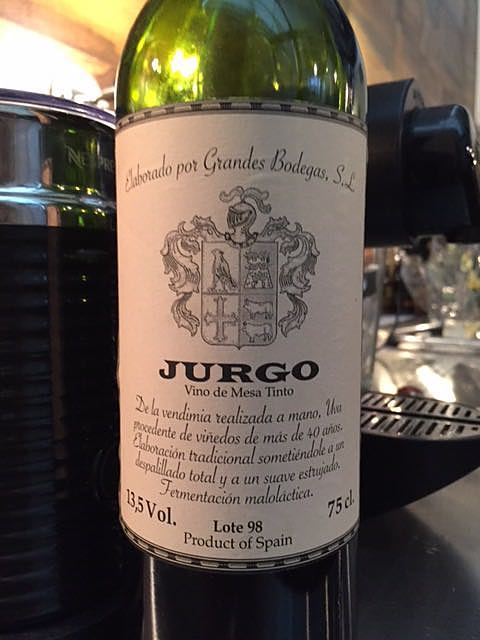 Elaborado por Grandes Bodegas, S.L.
JURGO
Vino de Mesa Tinto
De la vendimia realizada a mano, Uva
procedente de viñedos de más de 40 años.
Elaboración tradicional sometiéndole a un
despalillado total y a un suave estrujado.
Fermentación maloláctica.
13,5 Vol.
75 cl.
Lote 98
Product of Spain